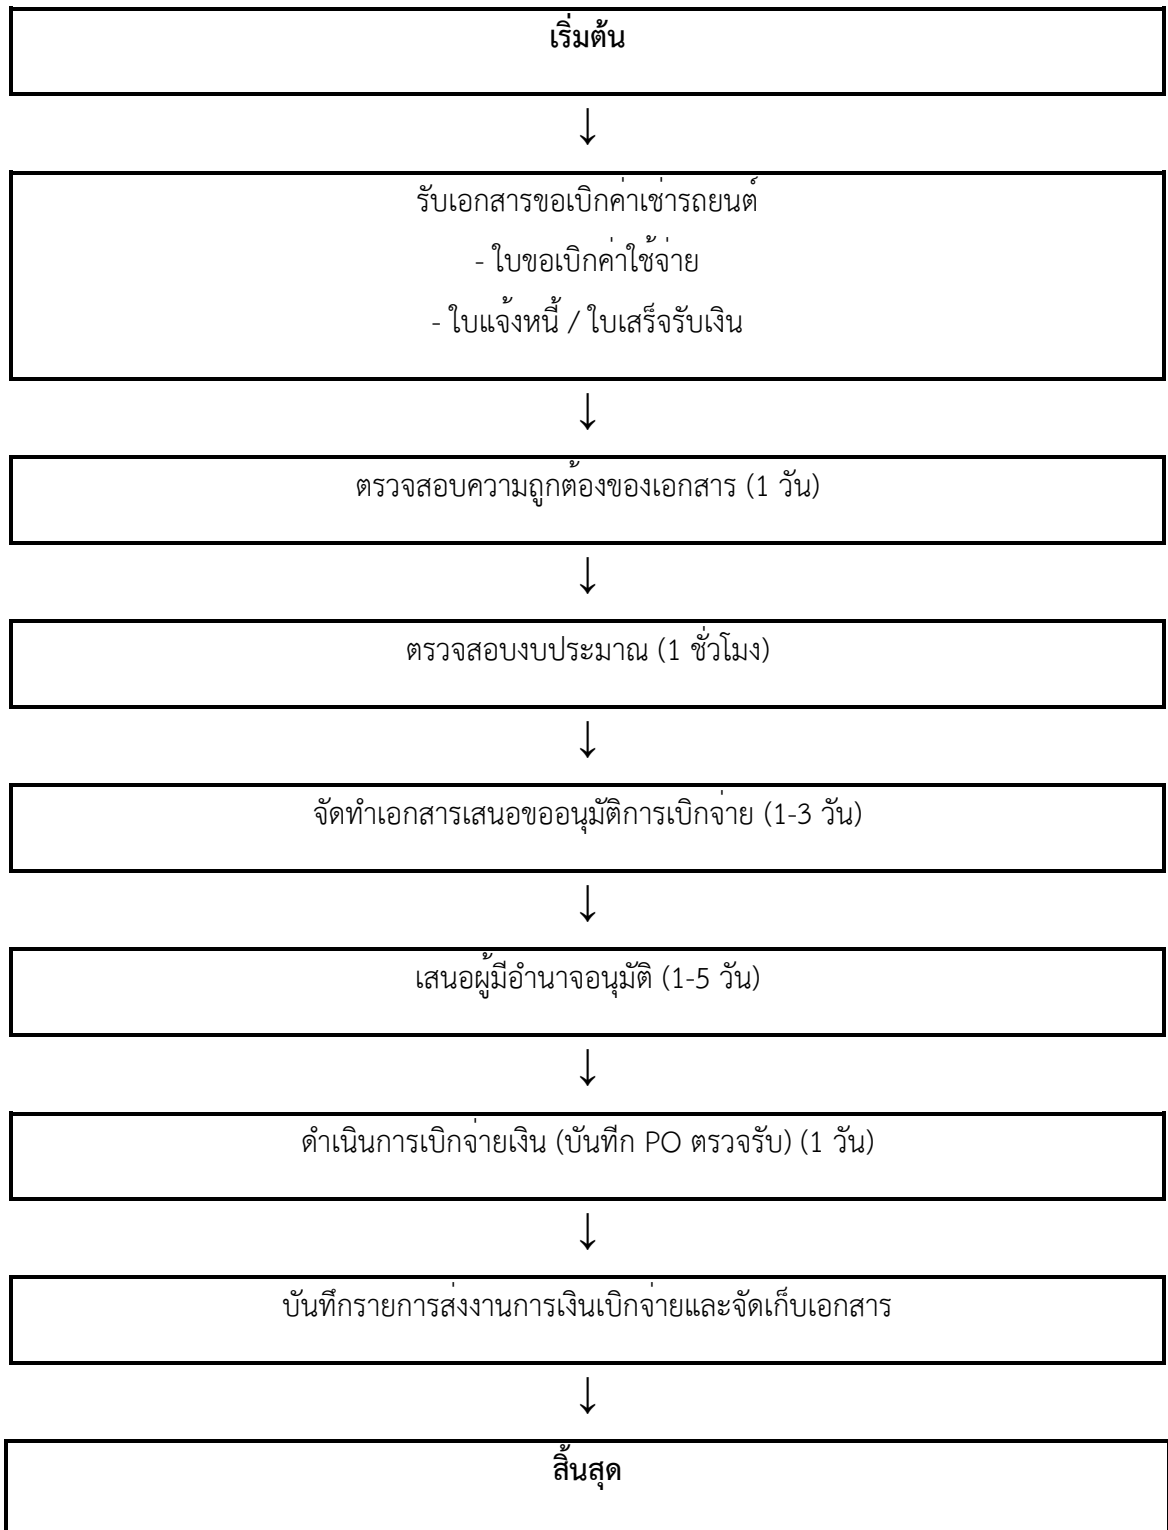 เริ่มต้น
↓
รับเอกสารขอเบิกค่าเช่ารถยนต์
- ใบขอเบิกค่าใช้จ่าย
- ใบแจ้งหนี้ / ใบเสร็จรับเงิน
↓
ตรวจสอบความถูกต้องของเอกสาร (1 วัน)
↓
ตรวจสอบงบประมาณ (1 ชั่วโมง)
↓
จัดทำเอกสารเสนอขออนุมัติการเบิกจ่าย (1-3 วัน)
↓
เสนอผู้มีอำนาจอนุมัติ (1-5 วัน)
↓
ดำเนินการเบิกจ่ายเงิน (บันทึก PO ตรวจรับ) (1 วัน)
↓
บันทึกรายการส่งงานการเงินเบิกจ่ายและจัดเก็บเอกสาร
↓
สิ้นสุด